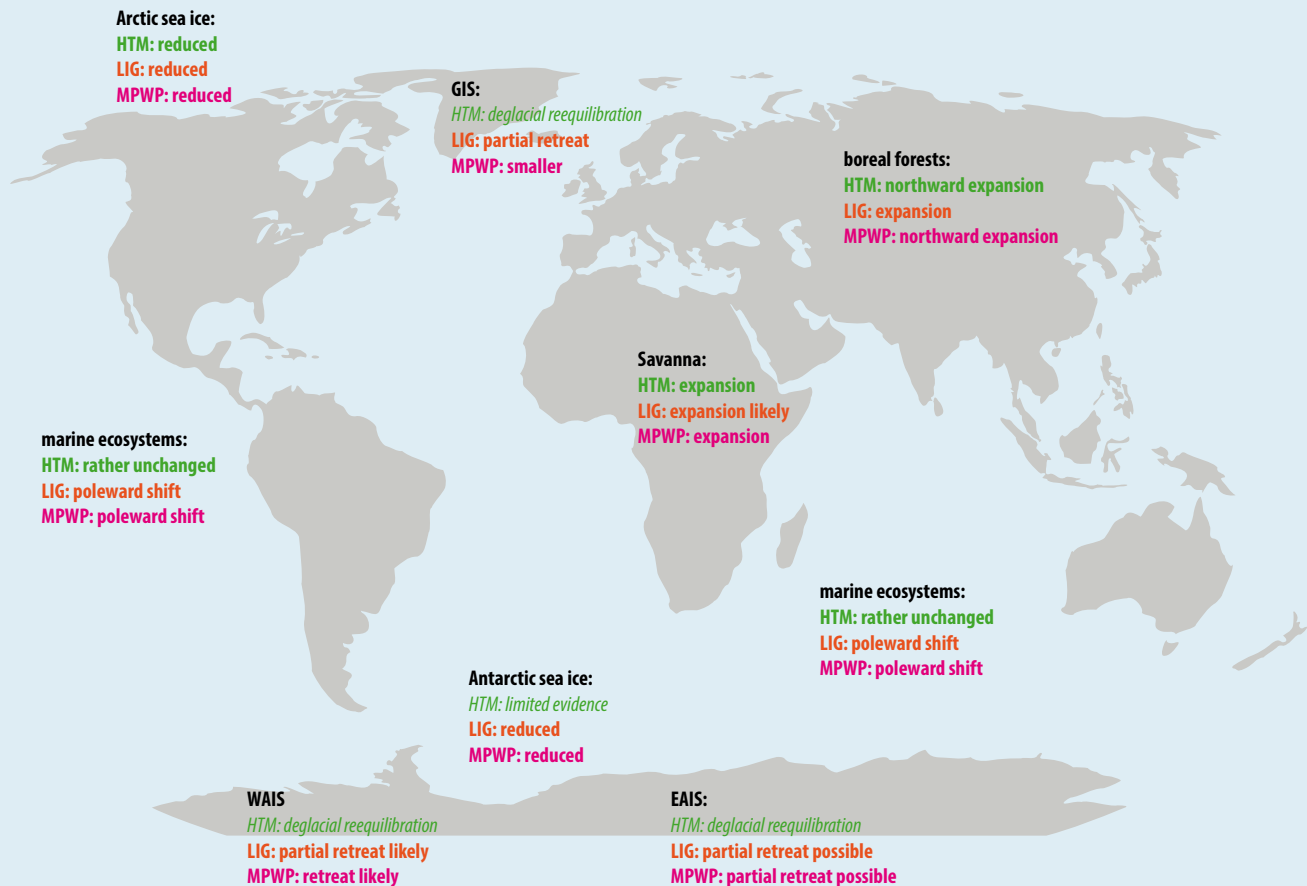 Arctic sea ice:
HTM: reduced
LIG: reduced
MPWP: reduced
GIS:
HTM: deglacial reequilibration
LIG: partial retreat
MPWP: smaller
boreal forests:
HTM: northward expansion
LIG: expansion
MPWP: northward expansion
Savanna:
HTM: expansion
LIG: expansion likely
MPWP: expansion
marine ecosystems:
HTM: rather unchanged
LIG: poleward shift
MPWP: poleward shift
marine ecosystems:
HTM: rather unchanged
LIG: poleward shift
MPWP: poleward shift
Antarctic sea ice:
HTM: limited evidence
LIG: reduced
MPWP: reduced
WAIS
HTM: deglacial reequilibration
LIG: partial retreat likely
MPWP: retreat likely
EAIS:
HTM: deglacial reequilibration
LIG: partial retreat possible
MPWP: partial retreat possible